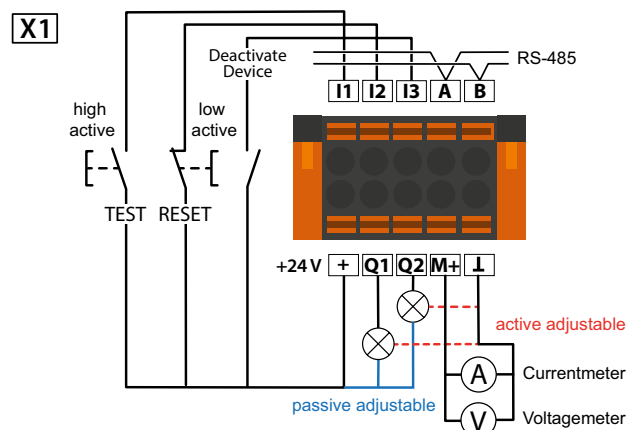 X1
Deactivate
Device
RS-485
I1 I2 I3 A B
high
active
low
active
TEST RESET
+24 V + Q1 Q2 M+ ⊥
active adjustable
passive adjustable
A Currentmeter
V Voltagemeter